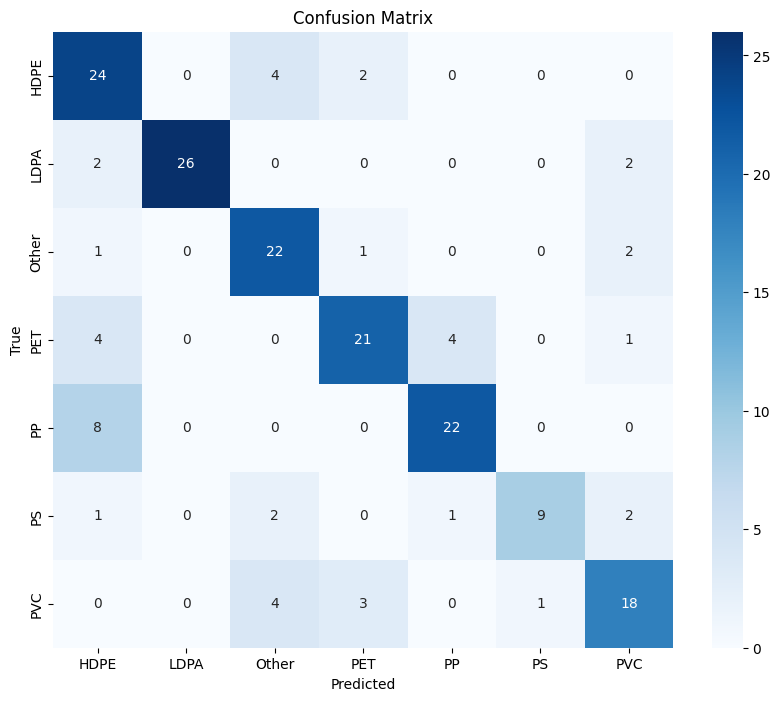 Confusion Matrix
HDPE 24 0 4 2 0 0 0
LDPA 2 26 0 0 0 0 2
Other 1 0 22 1 0 0 2
PET 4 0 0 21 4 0 1
PP 8 0 0 0 22 0 0
PS 1 0 2 0 1 9 2
PVC 0 0 4 3 0 1 18
HDPE LDPA Other PET PP PS PVC
Predicted
True
25
20
15
10
5
0